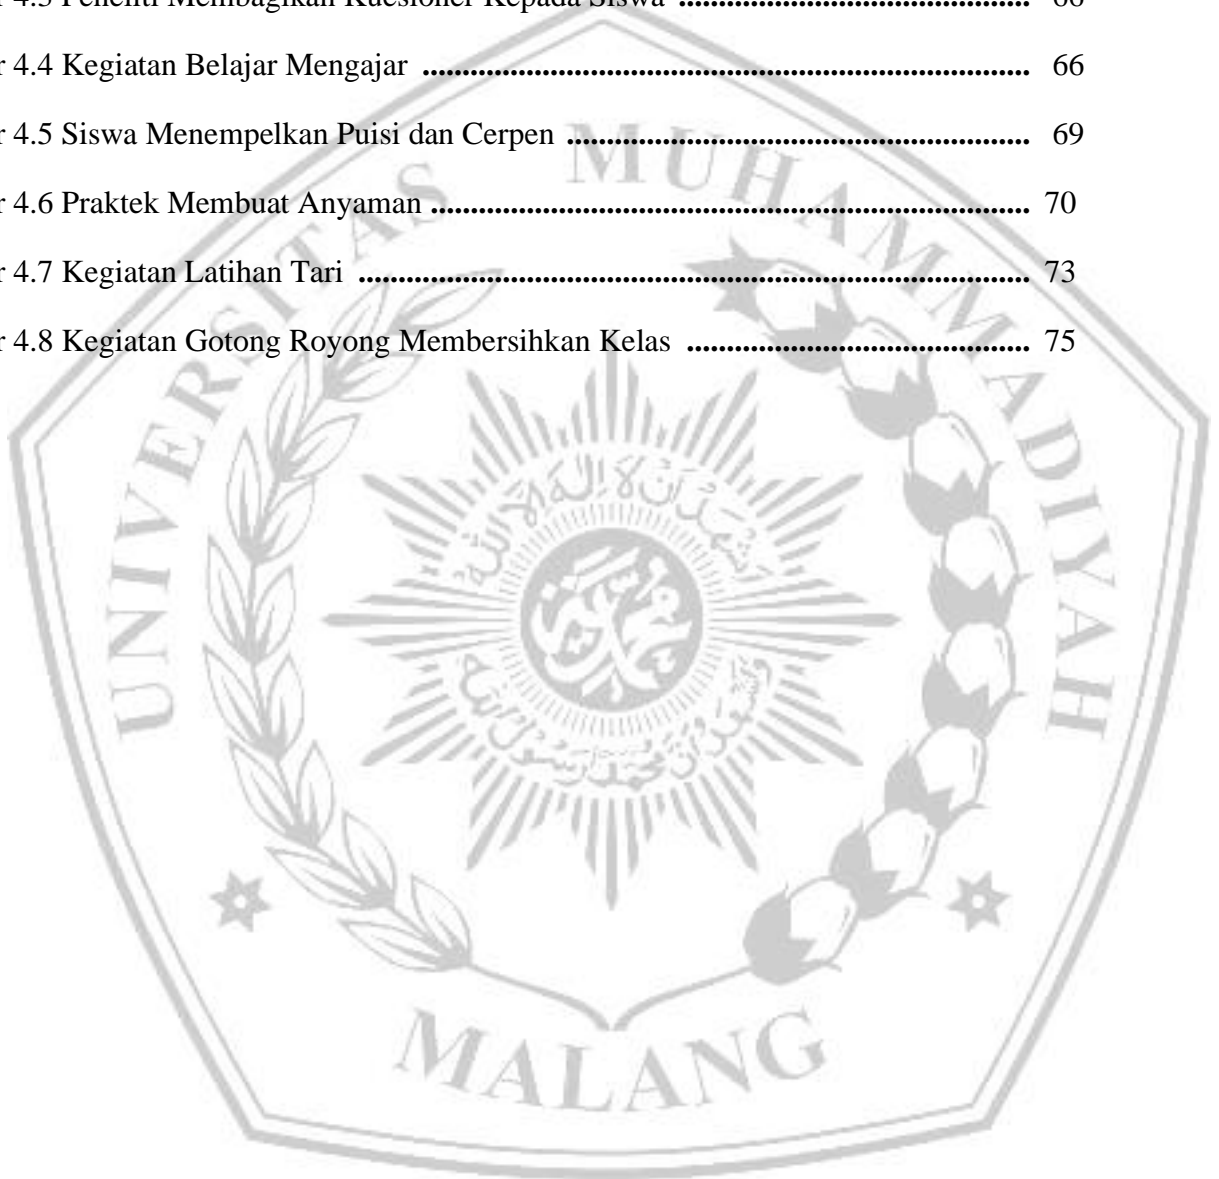 r 4.3 Peneliti Membagikan Kuesioner Kepada Siswa ............................................ 66
r 4.4 Kegiatan Belajar Mengajar ............................................................................ 66
r 4.5 Siswa Menempelkan Puisi dan Cerpen .......................................................... 69
r 4.6 Praktek Membuat Anyaman ........................................................................... 70
r 4.7 Kegiatan Latihan Tari .................................................................................... 73
r 4.8 Kegiatan Gotong Royong Membersihkan Kelas ........................................... 75
UNIVERSITAS MUHAMMADIYAH
MALANG